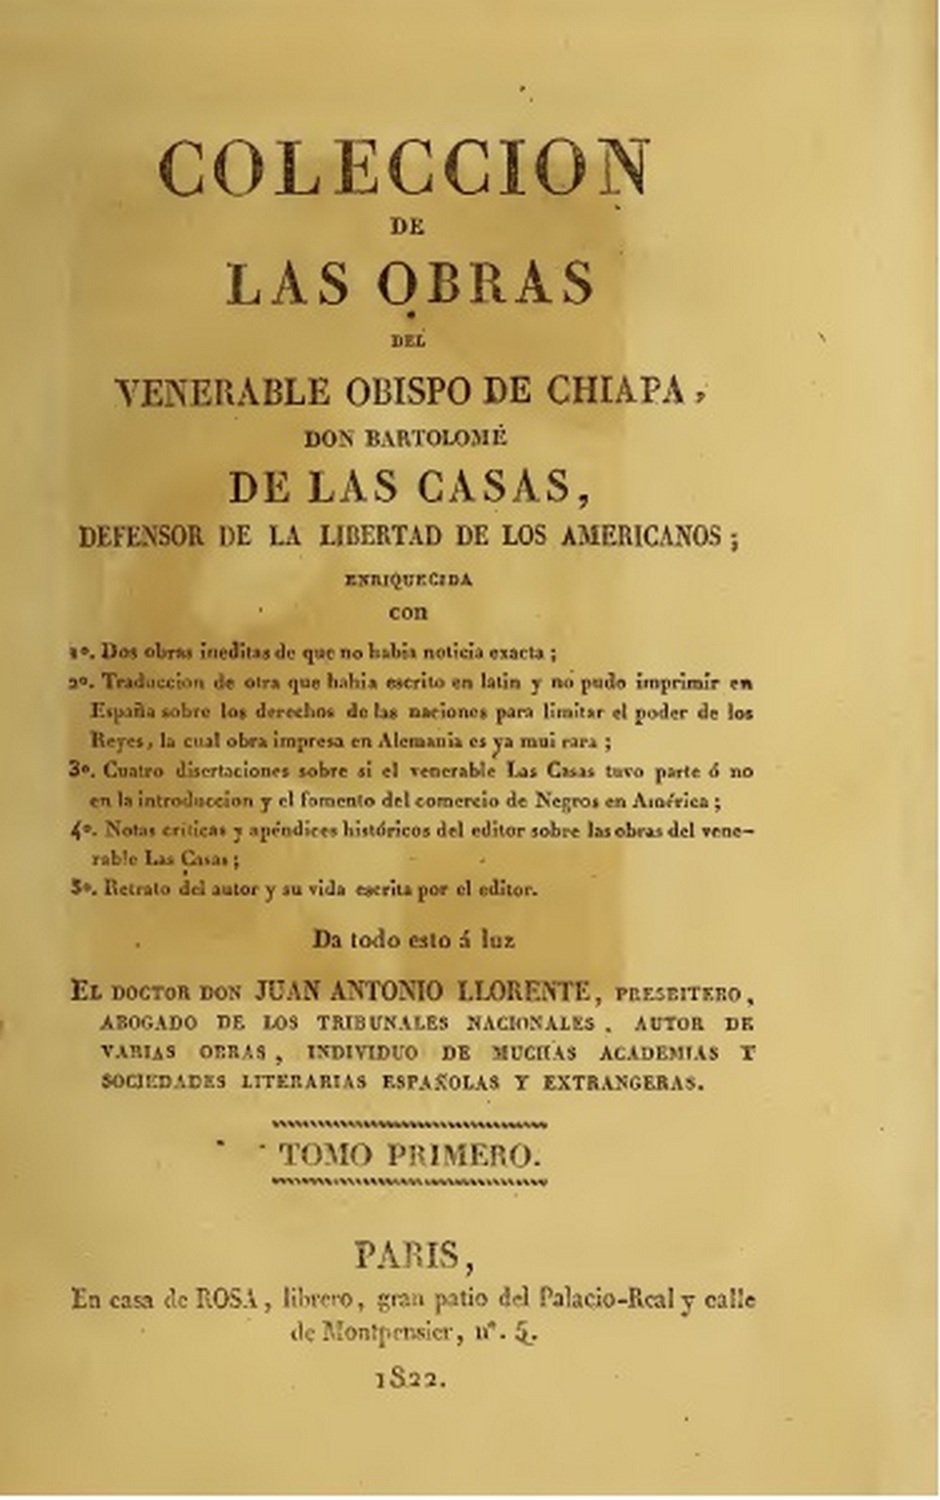 COLECCION
DE
LAS OBRAS
DEL
VENERABLE OBISPO DE CHIAPA,
DON BARTOLOMÉ
DE LAS CASAS,
DEFENSOR DE LA LIBERTAD DE LOS AMERICANOS;
ENRIQUECIDA
con
1º. Dos obras ineditas de que no habia noticia exacta;
2º. Traduccion de otra que habia escrito en latin y no pudo imprimir en
España sobre los derechos de las naciones para limitar el poder de los
Reyes, la cual obra impresa en Alemania es ya mui rara;
3º. Cuatro disertaciones sobre si el venerable Las Casas tuvo parte ó no
en la introduccion y el fomento del comercio de Negros en América;
4º. Notas críticas y apéndices históricos del editor sobre las obras del vene-
rable Las Casas;
5º. Retrato del autor y su vida escrita por el editor.
Da todo esto á luz
EL DOCTOR DON JUAN ANTONIO LLORENTE, PRESBITERO,
ABOGADO DE LOS TRIBUNALES NACIONALES, AUTOR DE
VARIAS OBRAS, INDIVIDUO DE MUCHAS ACADEMIAS Y
SOCIEDADES LITERARIAS ESPAÑOLAS Y EXTRANGERAS.
TOMO PRIMERO.
PARIS,
En casa de ROSA, librero, gran patio del Palacio-Real y calle
de Montpensier, nº. 5.
1822.